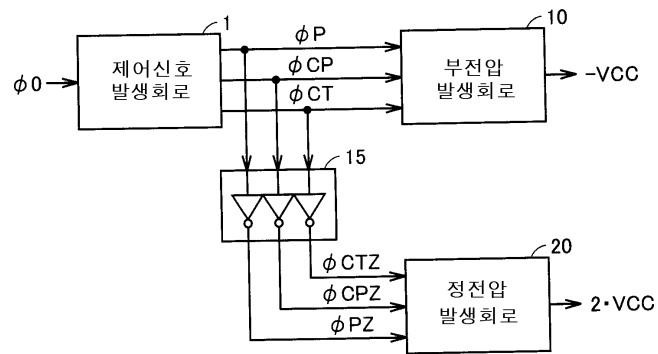 1
10
φP
제어신호
발생회로
φ0
φCP
부전압
발생회로
-VCC
φCT
15
20
φCTZ
φCPZ
정전압
발생회로
2·VCC
φPZ